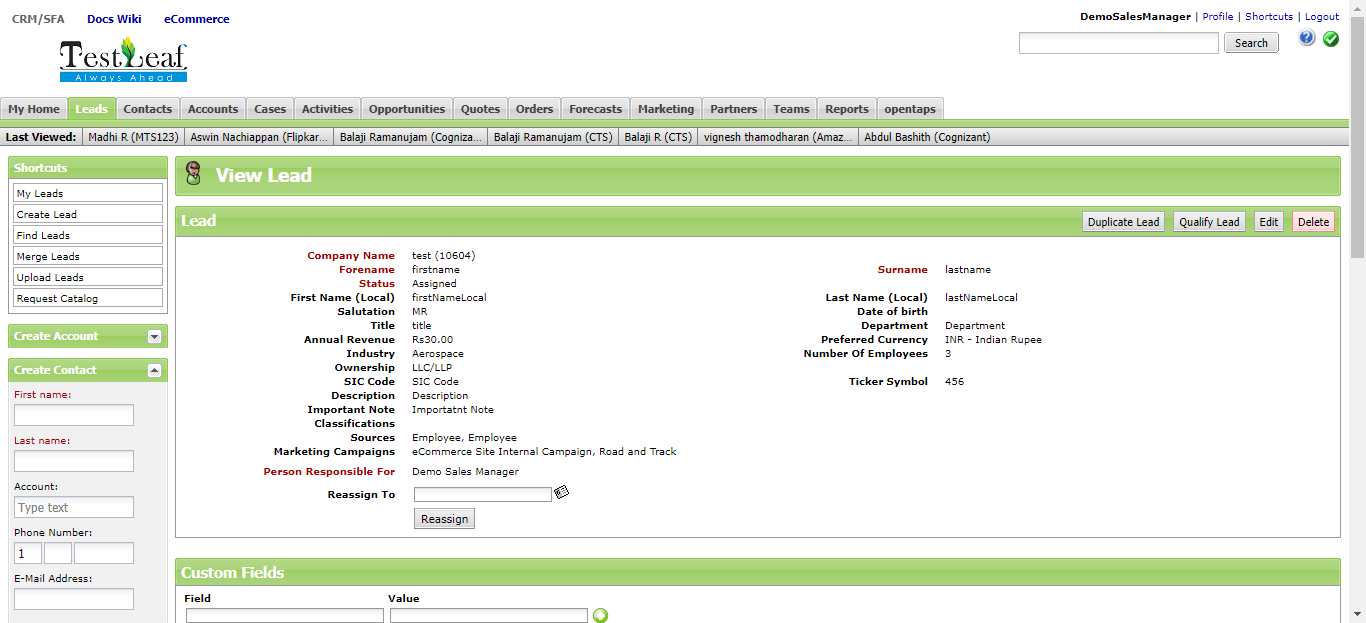 CRM/SFA Docs Wiki eCommerce
DemoSalesManager | Profile | Shortcuts | Logout
TestLeaf
Always Ahead
Search
My Home Leads Contacts Accounts Cases Activities Opportunities Quotes Orders Forecasts Marketing Partners Teams Reports opentaps
Last Viewed: Madhi R (MTS123) Aswin Nachiappan (Flipkar... Balaji Ramanujam (Cogniza... Balaji Ramanujam (CTS) Balaji R (CTS) vignesh thamodharan (Amaz... Abdul Bashith (Cognizant)
Shortcuts
My Leads
Create Lead
Find Leads
Merge Leads
Upload Leads
Request Catalog
Create Account
Create Contact
First name:
Last name:
Account:
Type text
Phone Number:
1
E-Mail Address:
View Lead
Lead Duplicate Lead Qualify Lead Edit Delete
Company Name test (10604)
Forename firstname Surname lastname
Status Assigned
First Name (Local) firstNameLocal Last Name (Local) lastNameLocal
Salutation MR Date of birth
Title title Department Department
Annual Revenue Rs30.00 Preferred Currency INR - Indian Rupee
Industry Aerospace Number Of Employees 3
Ownership LLC/LLP
SIC Code SIC Code Ticker Symbol 456
Description Description
Important Note Importatnt Note
Classifications
Sources Employee, Employee
Marketing Campaigns eCommerce Site Internal Campaign, Road and Track
Person Responsible For Demo Sales Manager
Reassign To
Reassign
Custom Fields
Field Value